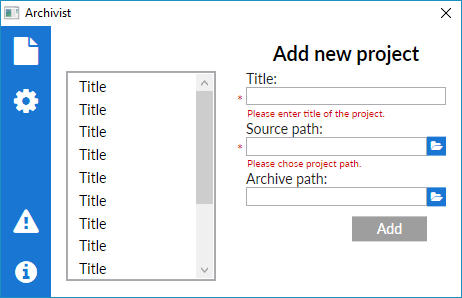 Archivist
Add new project
Title
Title
Title
Title
Title
Title
Title
Title
Title
Title:
*
Please enter title of the project.
Source path:
*
Please chose project path.
Archive path:
Add